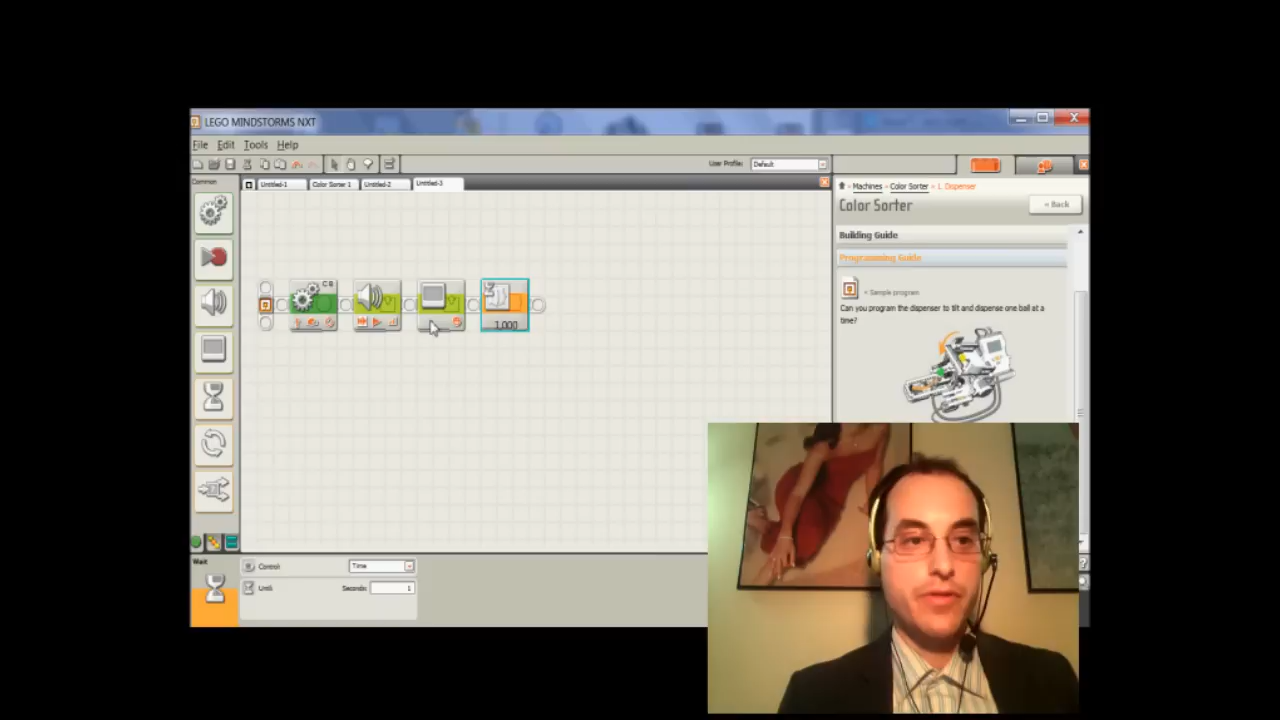 LEGO MINDSTORMS NXT
File Edit Tools Help
User Profile: Default
Common Untitled-1 Color Sorter 1 Untitled-2 Untitled-3
Machines Color Sorter 1. Dispenser
Color Sorter
« Back
Building Guide
Programming Guide
« Sample program
Can you program the dispenser to tilt and dispense one ball at a
time?
C B
1.000
Wait
Control: Time
Until: Seconds: 1